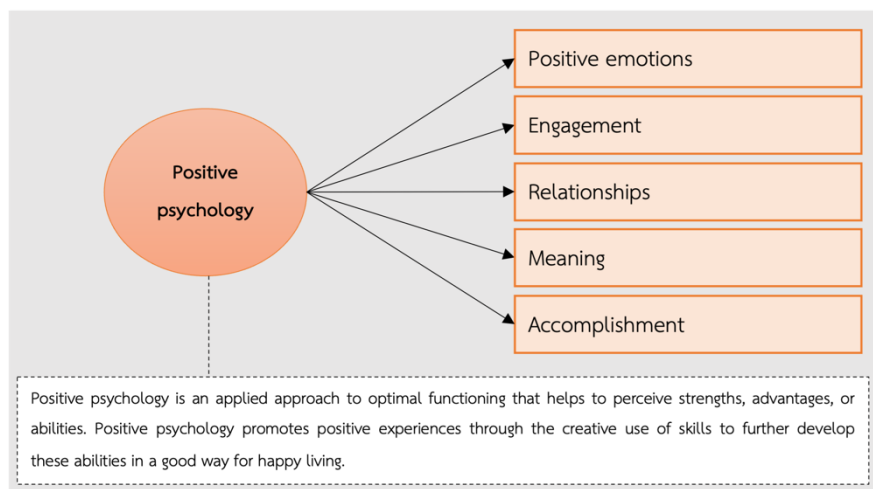 Positive emotions
Engagement
Positive
psychology
Relationships
Meaning
Accomplishment
Positive psychology is an applied approach to optimal functioning that helps to perceive strengths, advantages, or
abilities. Positive psychology promotes positive experiences through the creative use of skills to further develop
these abilities in a good way for happy living.